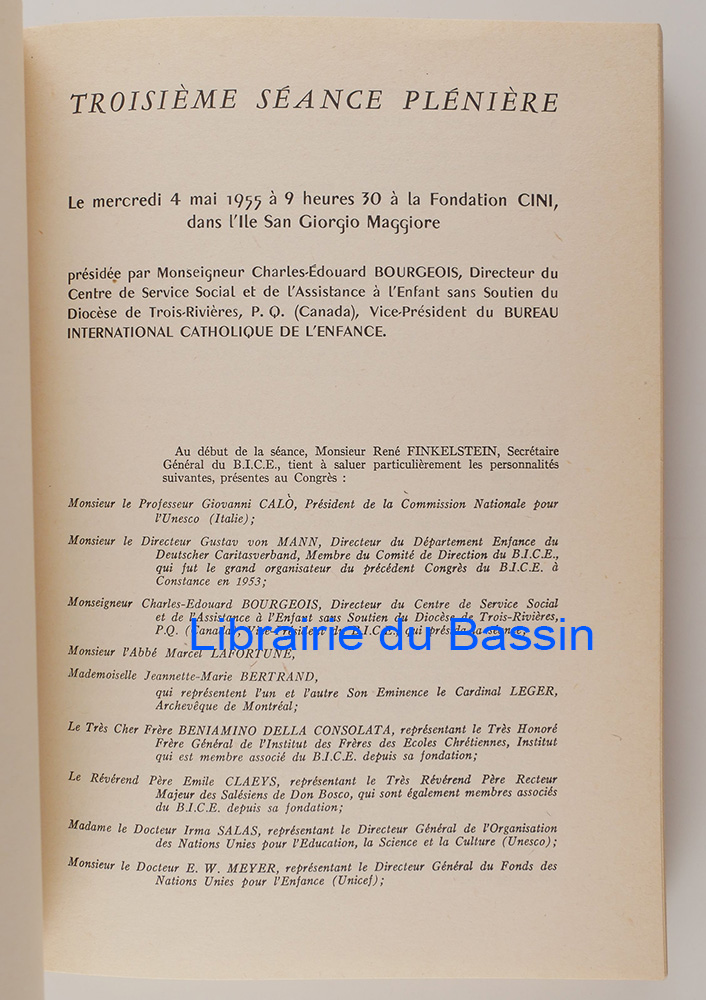 TROISIÈME SÉANCE PLÉNIÈRE
Le mercredi 4 mai 1955 à 9 heures 30 à la Fondation CINI,
dans l'Ile San Giorgio Maggiore
présidée par Monseigneur Charles-Édouard BOURGEOIS, Directeur du
Centre de Service Social et de l'Assistance à l'Enfant sans Soutien du
Diocèse de Trois-Rivières, P. Q. (Canada), Vice-Président du BUREAU
INTERNATIONAL CATHOLIQUE DE L'ENFANCE.
Au début de la séance, Monsieur René FINKELSTEIN, Secrétaire
Général du B.I.C.E., tient à saluer particulièrement les personnalités
suivantes, présentes au Congrès :
Monsieur le Professeur Giovanni CALÒ, Président de la Commission Nationale pour
l'Unesco (Italie);
Monsieur le Directeur Gustav von MANN, Directeur du Département Enfance du
Deutscher Caritasverband, Membre du Comité de Direction du B.I.C.E.,
qui fut le grand organisateur du précédent Congrès du B.I.C.E. à
Constance en 1953;
Monseigneur Charles-Edouard BOURGEOIS, Directeur du Centre de Service Social
et de l'Assistance à l'Enfant sans Soutien du Diocèse de Trois-Rivières,
P.Q. (Canada), Vice-Président du B.I.C.E., qui présida la séance;
Librairie du Bassin
Monsieur l'Abbé Marcel LAFORTUNE,
Mademoiselle Jeannette-Marie BERTRAND,
qui représentent l'un et l'autre Son Eminence le Cardinal LEGER,
Archevêque de Montréal;
Le Très Cher Frère BENIAMINO DELLA CONSOLATA, représentant le Très Honoré
Frère Général de l'Institut des Frères des Ecoles Chrétiennes, Institut
qui est membre associé du B.I.C.E. depuis sa fondation;
Le Révérend Père Emile CLAEYS, représentant le Très Révérend Père Recteur
Majeur des Salésiens de Don Bosco, qui sont également membres associés
du B.I.C.E. depuis sa fondation;
Madame le Docteur Irma SALAS, représentant le Directeur Général de l'Organisation
des Nations Unies pour l'Education, la Science et la Culture (Unesco);
Monsieur le Docteur E. W. MEYER, représentant le Directeur Général du Fonds des
Nations Unies pour l'Enfance (Unicef);